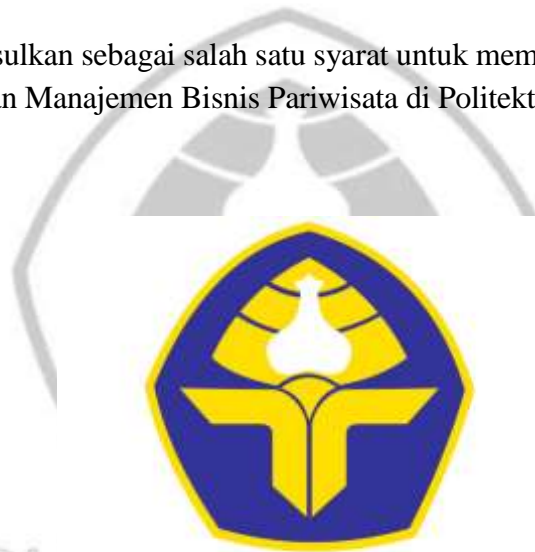 sulkan sebagai salah satu syarat untuk mem
an Manajemen Bisnis Pariwisata di Politekt